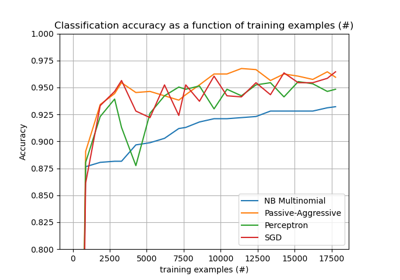 Classification accuracy as a function of training examples (#)
1.000
0.975
0.950
0.925
0.900
0.875
0.850
0.825
0.800
Accuracy
NB Multinomial
Passive-Aggressive
Perceptron
SGD
0 2500 5000 7500 10000 12500 15000 17500
training examples (#)